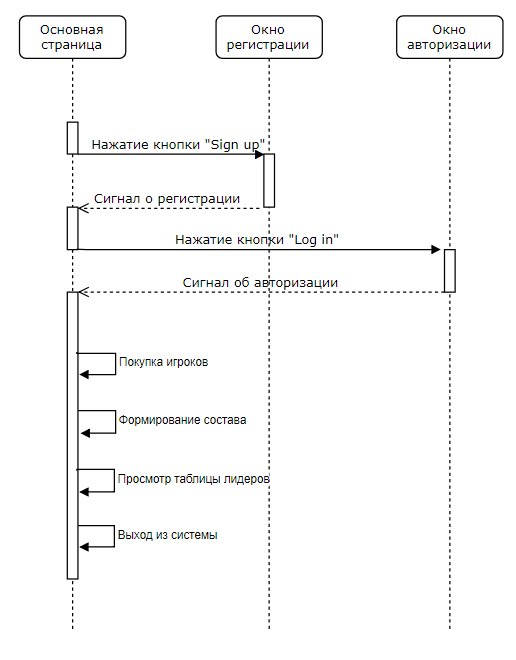 Основная
страница
Окно
регистрации
Окно
авторизации
Нажатие кнопки "Sign up"
Сигнал о регистрации
Нажатие кнопки "Log in"
Сигнал об авторизации
Покупка игроков
Формирование состава
Просмотр таблицы лидеров
Выход из системы